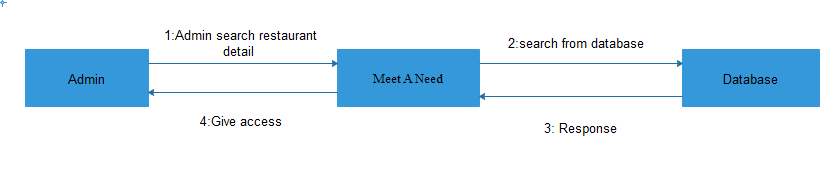 1:Admin search restaurant
detail
2:search from database
Admin
Meet A Need
Database
4:Give access
3: Response